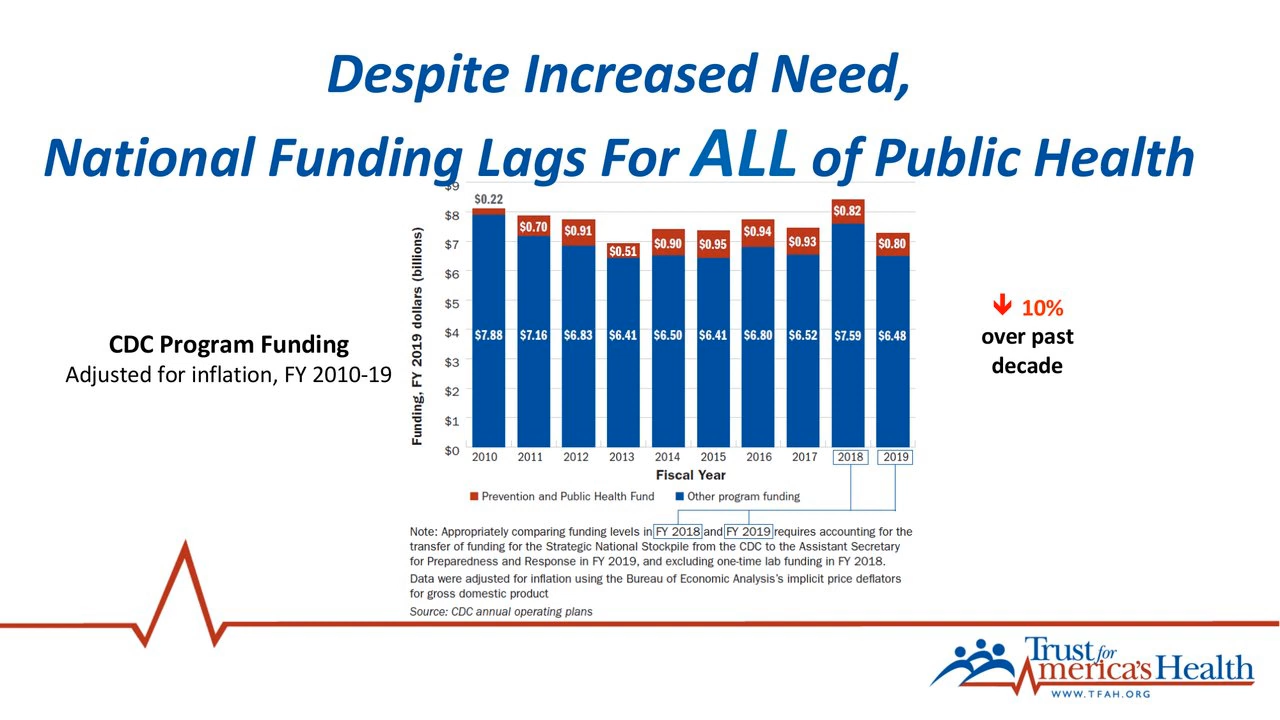 Despite Increased Need,
National Funding Lags For ALL of Public Health
CDC Program Funding
Adjusted for inflation, FY 2010-19
Funding, FY 2019 dollars (billions)
$9
$8
$7
$6
$5
$4
$3
$2
$1
$0
$0.22 $0.70 $0.91 $0.51 $0.90 $0.95 $0.94 $0.93 $0.82 $0.80
$7.88 $7.16 $6.83 $6.41 $6.50 $6.41 $6.80 $6.52 $7.59 $6.48
2010 2011 2012 2013 2014 2015 2016 2017 2018 2019
Fiscal Year
Prevention and Public Health Fund Other program funding
10%
over past
decade
Note: Appropriately comparing funding levels in FY 2018 and FY 2019 requires accounting for the
transfer of funding for the Strategic National Stockpile from the CDC to the Assistant Secretary
for Preparedness and Response in FY 2019, and excluding one-time lab funding in FY 2018.
Data were adjusted for inflation using the Bureau of Economic Analysis's implicit price deflators
for gross domestic product
Source: CDC annual operating plans
Trust for
America's Health
WWW.TFAH.ORG